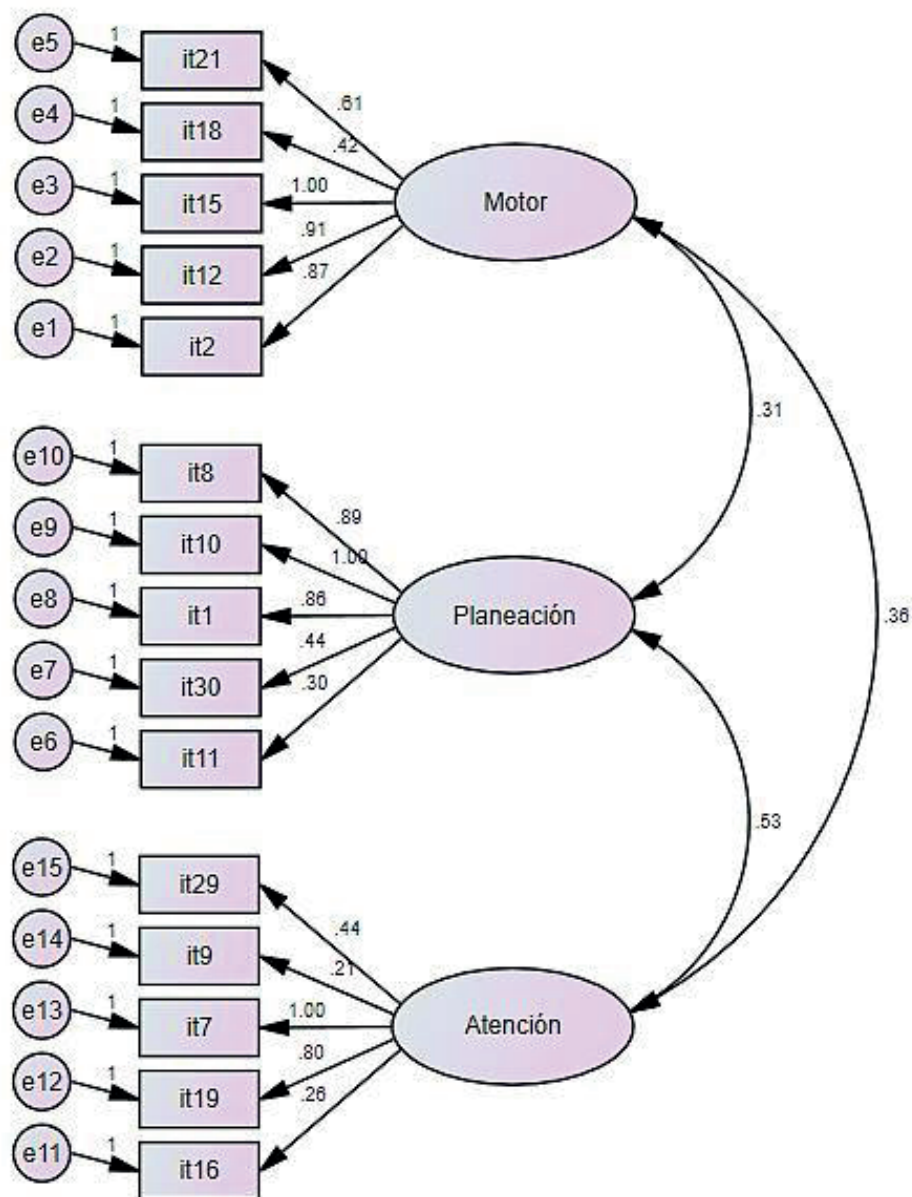 e5
1
it21
.61
e4
1
it18
.42
e3
1
it15
1.00
Motor
e2
1
it12
.91
e1
1
it2
.87
.31
e10
1
it8
.89
e9
1
it10
1.00
e8
1
it1
.86
Planeación
.36
e7
1
it30
.44
e6
1
it11
.30
.53
e15
1
it29
.44
e14
1
it9
.21
e13
1
it7
1.00
Atención
e12
1
it19
.80
e11
1
it16
.26